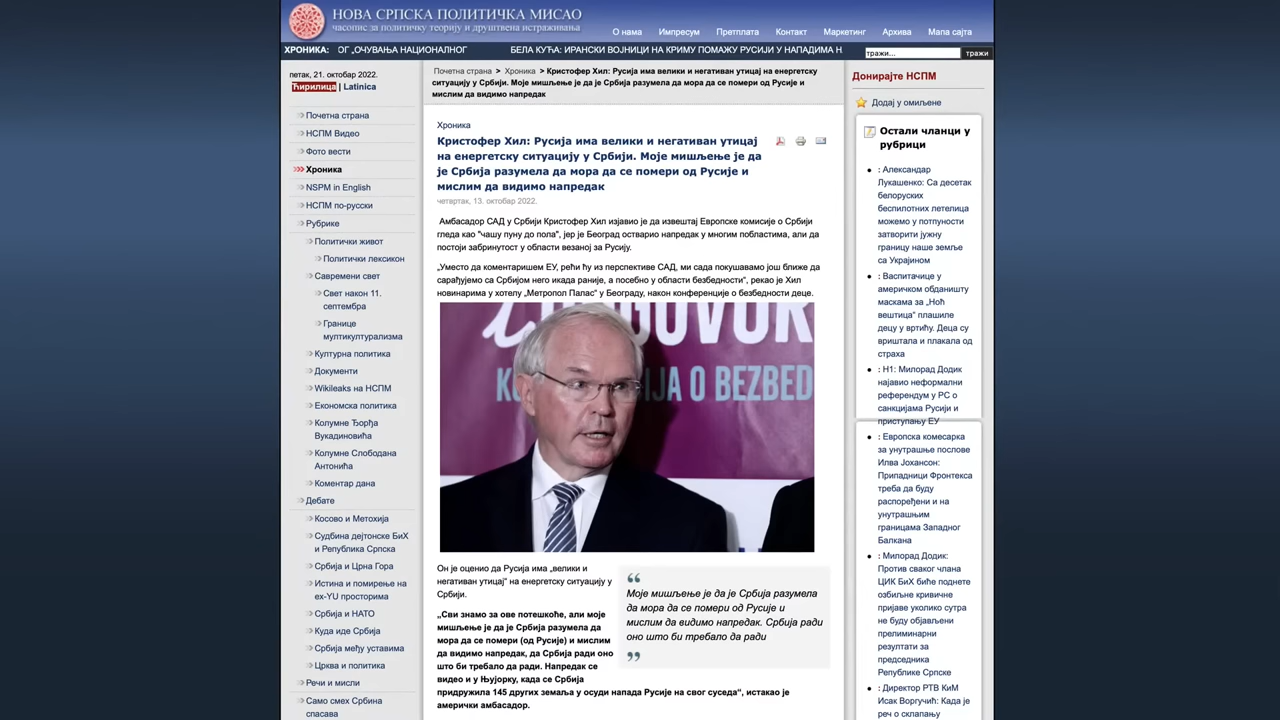 НОВА СРПСКА ПОЛИТИЧКА МИСАО
часопис за политичку теорију и друштвена истраживања
О нама Импресум Претплата Контакт Маркетинг Архива Мапа сајта
ХРОНИКА: ОГ „ОЧУВАЊА НАЦИОНАЛНОГ БЕЛА КУЋА: ИРАНСКИ ВОЈНИЦИ НА КРИМУ ПОМАЖУ РУСИЈИ У НАПАДИМА Н
тражи... тражи
петак, 21. октобар 2022.
Ћирилица | Latinica
Почетна страна
НСПМ Видео
Фото вести
Хроника
NSPM in English
НСПМ по-русски
Рубрике
Политички живот
Политички лексикон
Савремени свет
Свет након 11.
септембра
Границе
мултикултурализма
Културна политика
Документи
Wikileaks на НСПМ
Економска политика
Колумне Ђорђа
Вукадиновића
Колумне Слободана
Антонића
Коментар дана
Дебате
Косово и Метохија
Судбина дејтонске БиХ
и Република Српска
Србија и Црна Гора
Истина и помирење на
ex-YU просторима
Србија и НАТО
Куда иде Србија
Србија међу уставима
Црква и политика
Речи и мисли
Само смех Србина
спасава
Почетна страна > Хроника > Кристофер Хил: Русија има велики и негативан утицај на енергетску
ситуацију у Србији. Моје мишљење је да је Србија разумела да мора да се помери од Русије и
мислим да видимо напредак
Хроника
Кристофер Хил: Русија има велики и негативан утицај
на енергетску ситуацију у Србији. Моје мишљење је да
је Србија разумела да мора да се помери од Русије и
мислим да видимо напредак
четвртак, 13. октобар 2022.
Амбасадор САД у Србији Кристофер Хил изјавио је да извештај Европске комисије о Србији
гледа као "чашу пуну до пола", јер је Београд остварио напредак у многим побластима, али да
постоји забринутост у области везаној за Русију.
„Уместо да коментаришем ЕУ, рећи ћу из перспективе САД, ми сада покушавамо још ближе да
сарађујемо са Србијом него икада раније, а посебно у области безбедности“, рекао је Хил
новинарима у хотелу „Метропол Палас“ у Београду, након конференције о безбедности деце.
GOVOR
IJA O BEZBED
Он је оценио да Русија има „велики и
негативан утицај“ на енергетску ситуацију у
Србији.
„Сви знамо за ове потешкоће, али моје
мишљење је да је Србија разумела да
мора да се помери (од Русије) и мислим
да видимо напредак, да Србија ради оно
што би требало да ради. Напредак се
видео и у Њујорку, када се Србија
придружила 145 других земаља у осуди напада Русије на свог суседа“, истакао је
амерички амбасадор.
“
Моје мишљење је да је Србија разумела
да мора да се помери од Русије и
мислим да видимо напредак. Србија ради
оно што би требало да ради
”
Донирајте НСПМ
Додај у омиљене
Остали чланци у
рубрици
: Александар
Лукашенко: Са десетак
белоруских
беспилотних летелица
можемо у потпуности
затворити јужну
границу наше земље
са Украјином
: Васпитачице у
америчком обданишту
маскама за „Ноћ
вештица“ плашиле
децу у вртићу. Деца су
вриштала и плакала од
страха
: Н1: Милорад Додик
најавио неформални
референдум у РС о
санкцијама Русији и
приступању ЕУ
: Европска комесарка
за унутрашње послове
Илва Јохансон:
Припадници Фронтекса
треба да буду
распоређени и на
унутрашњим
границама Западног
Балкана
: Милорад Додик:
Против сваког члана
ЦИК БиХ биће поднете
озбиљне кривичне
пријаве уколико сутра
не буду објављени
прелиминарни
резултати за
председника
Републике Српске
: Директор РТВ КиМ
Исак Воргучић: Када је
реч о склапању